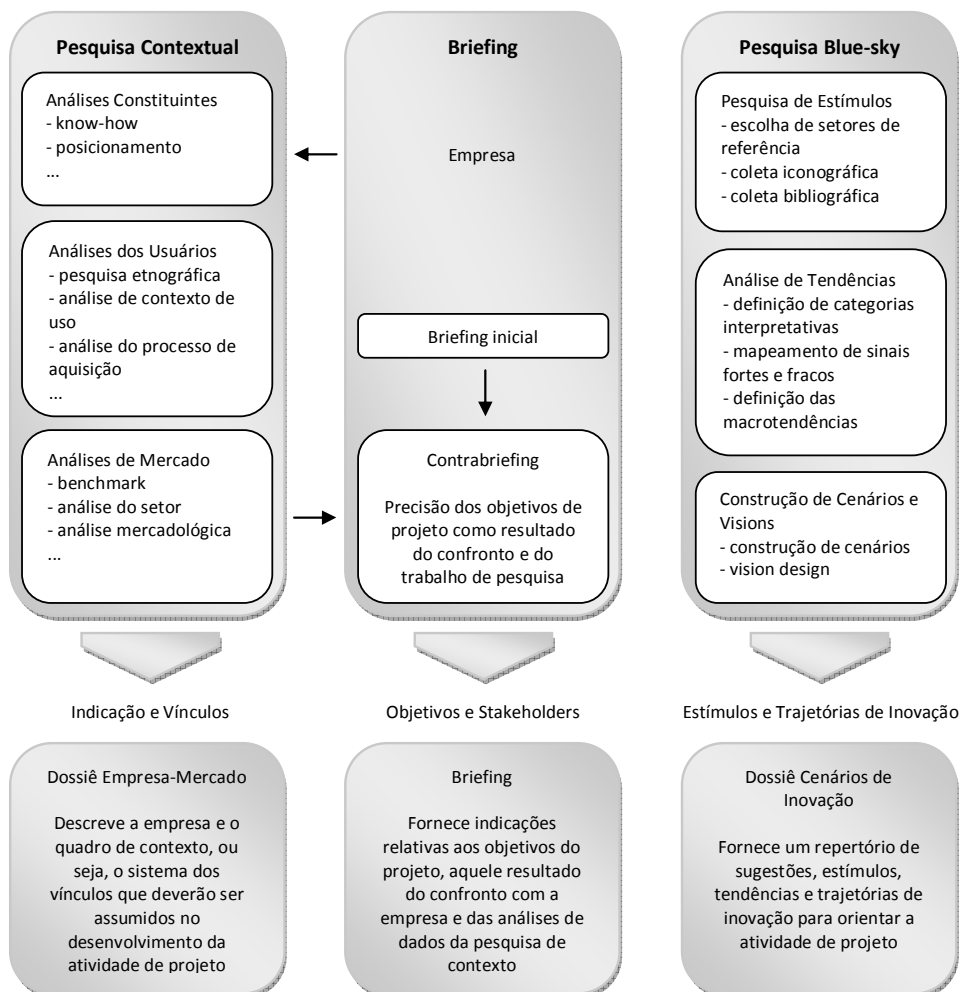 Pesquisa Contextual
Análises Constituintes
- know-how
- posicionamento
...
Análises dos Usuários
- pesquisa etnográfica
- análise de contexto de
uso
- análise do processo de
aquisição
...
Análises de Mercado
- benchmark
- análise do setor
- análise mercadológica
...
Indicação e Vínculos
Dossiê Empresa-Mercado
Descreve a empresa e o
quadro de contexto, ou
seja, o sistema dos
vínculos que deverão ser
assumidos no
desenvolvimento da
atividade de projeto
Briefing
Empresa
Briefing inicial
Contrabriefing
Precisão dos objetivos de
projeto como resultado
do confronto e do
trabalho de pesquisa
Objetivos e Stakeholders
Briefing
Fornece indicações
relativas aos objetivos do
projeto, aquele resultado
do confronto com a
empresa e das análises de
dados da pesquisa de
contexto
Pesquisa Blue-sky
Pesquisa de Estímulos
- escolha de setores de
referência
- coleta iconográfica
- coleta bibliográfica
Análise de Tendências
- definição de categorias
interpretativas
- mapeamento de sinais
fortes e fracos
- definição das
macrotendências
Construção de Cenários e
Visions
- construção de cenários
- vision design
Estímulos e Trajetórias de Inovação
Dossiê Cenários de
Inovação
Fornece um repertório de
sugestões, estímulos,
tendências e trajetórias de
inovação para orientar a
atividade de projeto